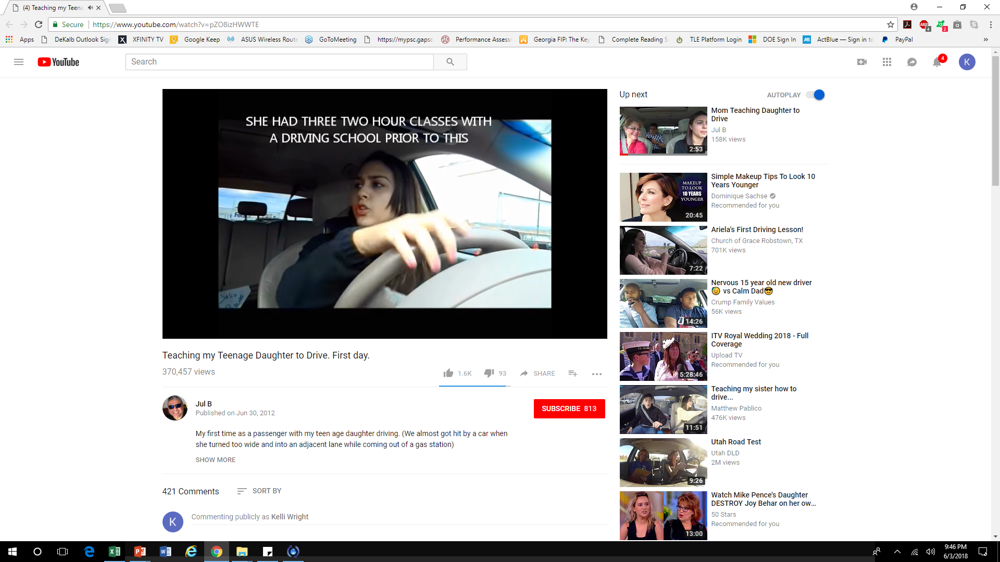 (4) Teaching my Teena
Secure
https://www.youtube.com/watch?v=pZO8izHWWTE
ABP
4
2
Apps
DeKalb Outlook Sign
XFINITY TV
Google Keep
ASUS Wireless Route
GoToMeeting
https://mypsc.gapsc.
Performance Assess
Georgia FIP: The Key
Complete Reading S
TLE Platform Login
DOE Sign In
AB
ActBlue — Sign in to
PayPal
»
YouTube
Search
4
K
SHE HAD THREE TWO HOUR CLASSES WITH
A DRIVING SCHOOL PRIOR TO THIS
Teaching my Teenage Daughter to Drive. First day.
370,457 views
1.6K
93
SHARE
Jul B
Published on Jun 30, 2012
SUBSCRIBE 813
My first time as a passenger with my teen age daughter driving. (We almost got hit by a car when
she turned too wide and into an adjacent lane while coming out of a gas station)
SHOW MORE
421 Comments
SORT BY
K
Commenting publicly as Kelli Wright
Up next
AUTOPLAY
2:53
Mom Teaching Daughter to
Drive
Jul B
158K views
MAKEUP
TO LOOK
10 YEARS
YOUNGER
20:45
Simple Makeup Tips To Look 10
Years Younger
Dominique Sachse
Recommended for you
7:22
Ariela's First Driving Lesson!
Church of Grace Robstown, TX
701K views
14:26
Nervous 15 year old new driver
😓 vs Calm Dad😎
Crump Family Values
56K views
5:28:46
ITV Royal Wedding 2018 - Full
Coverage
Upload TV
Recommended for you
11:51
Teaching my sister how to
drive...
Matthew Pablico
476K views
9:26
Utah Road Test
Utah DLD
2M views
13:00
Watch Mike Pence's Daughter
DESTROY Joy Behar on her ow...
50 Stars
Recommended for you
9:46 PM
6/3/2018